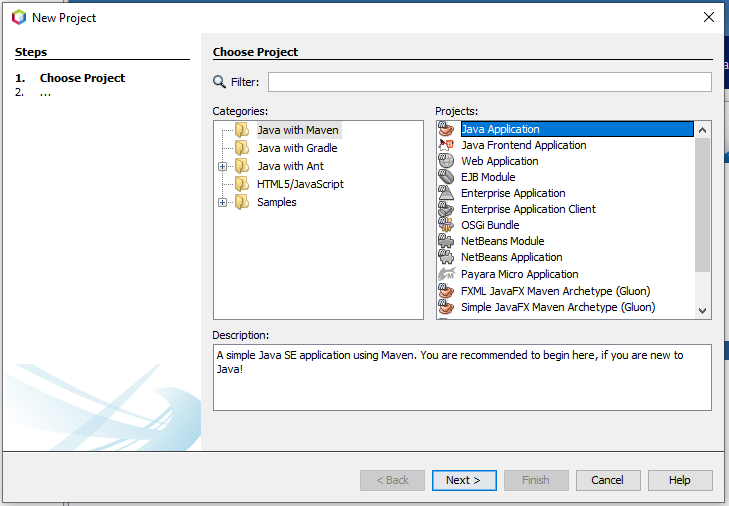 New Project
Steps
1. Choose Project
2. ...
Choose Project
Filter:
Categories:
Java with Maven
Java with Gradle
Java with Ant
HTML5/JavaScript
Samples
Projects:
Java Application
Java Frontend Application
Web Application
EJB Module
Enterprise Application
Enterprise Application Client
OSGi Bundle
NetBeans Module
NetBeans Application
Payara Micro Application
FXML JavaFX Maven Archetype (Gluon)
Simple JavaFX Maven Archetype (Gluon)
Description:
A simple Java SE application using Maven. You are recommended to begin here, if you are new to
Java!
< Back
Next >
Finish
Cancel
Help